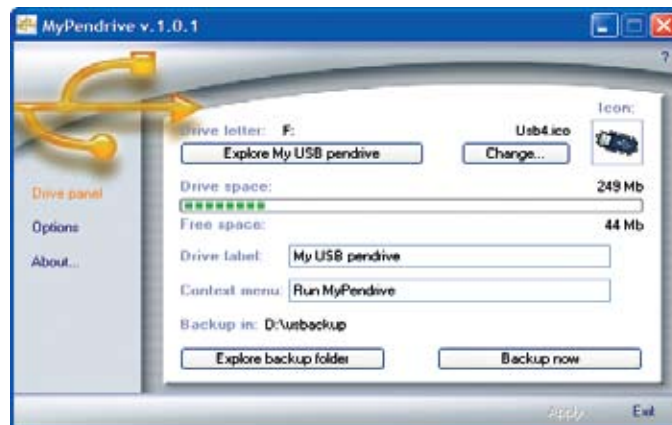 MyPendrive v.1.0.1
?
Icon:
Drive letter: F: Usb4.ico
Explore My USB pendrive Change...
Drive space: 249 Mb
Drive panel
Free space: 44 Mb
Options
Drive label: My USB pendrive
About...
Context menu: Run MyPendrive
Backup in: D:\usbackup
Explore backup folder Backup now
Apply Exit